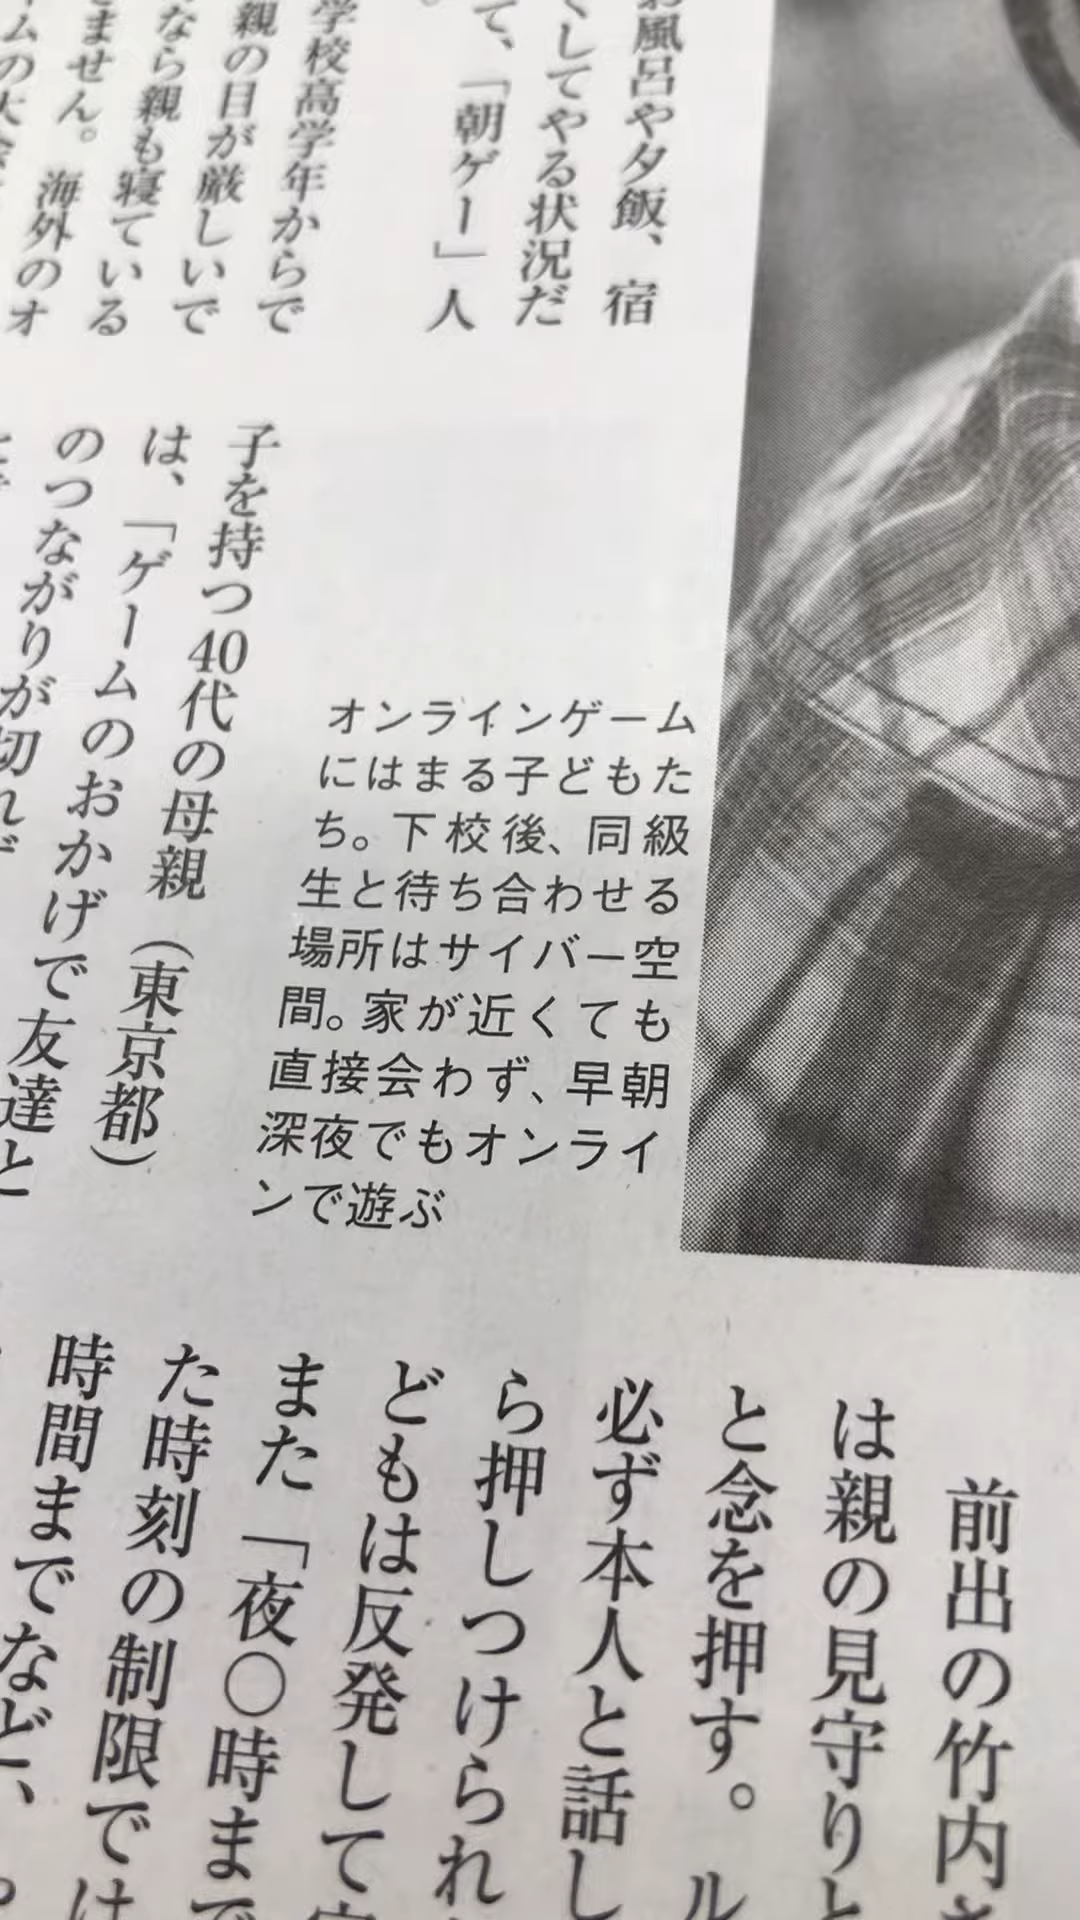 お風呂や夕飯、宿
くしてやる状況だ
て、「朝ゲー」人
学校高学年からで
親の目が厳しいで
なら親も寝ている
ません。海外のオ
オンラインゲーム
にはまる子どもた
ち。下校後、同級
生と待ち合わせる
場所はサイバー空
間。家が近くても
直接会わず、早朝
深夜でもオンライ
ンで遊ぶ
子を持つ40代の母親（東京都）
は、「ゲームのおかげで友達と
のつながりが切れ
前出の竹内さ
は親の見守りと
と念を押す。ル
必ず本人と話し
ら押しつけられ
どもは反発して
また「夜〇時まで
た時刻の制限では
時間までなど、